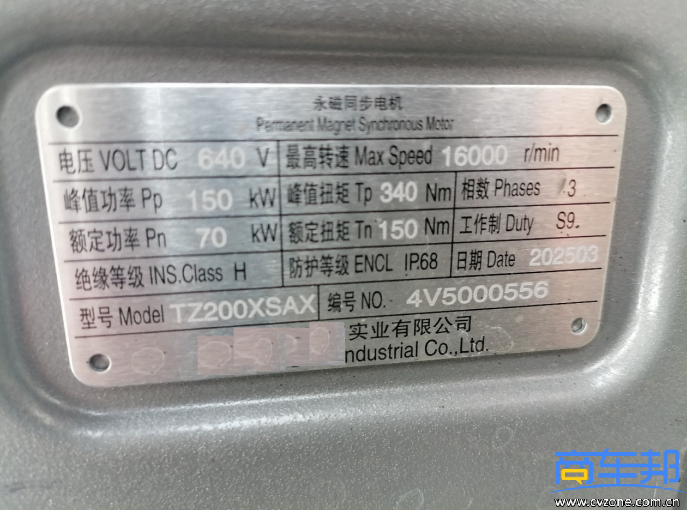 永磁同步电机
Permanent Magnet Synchronous Motor
电压 VOLT DC 640 V 最高转速 Max Speed 16000 r/min
峰值功率 Pp 150 kW 峰值扭矩 Tp 340 Nm 相数 Phases 3
额定功率 Pn 70 kW 额定扭矩 Tn 150 Nm 工作制 Duty S9.
绝缘等级 INS.Class H 防护等级 ENCL IP.68 日期 Date 202503
型号 Model TZ200XSAX 编号 NO. 4V5000556
实业有限公司
ndustrial Co.,Ltd.
商车邦
www.cvzone.com.cn